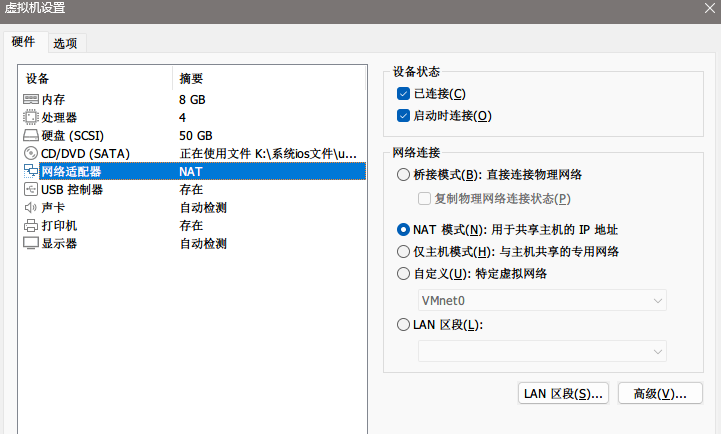 虚拟机设置
硬件 选项
设备 摘要
内存 8 GB
处理器 4
硬盘 (SCSI) 50 GB
CD/DVD (SATA) 正在使用文件 K:\系统ios文件\u...
网络适配器 NAT
USB 控制器 存在
声卡 自动检测
打印机 存在
显示器 自动检测
设备状态
已连接(C)
启动时连接(O)
网络连接
桥接模式(B): 直接连接物理网络
复制物理网络连接状态(P)
NAT 模式(N): 用于共享主机的 IP 地址
仅主机模式(H): 与主机共享的专用网络
自定义(U): 特定虚拟网络
VMnet0
LAN 区段(L):
LAN 区段(S)... 高级(V)...